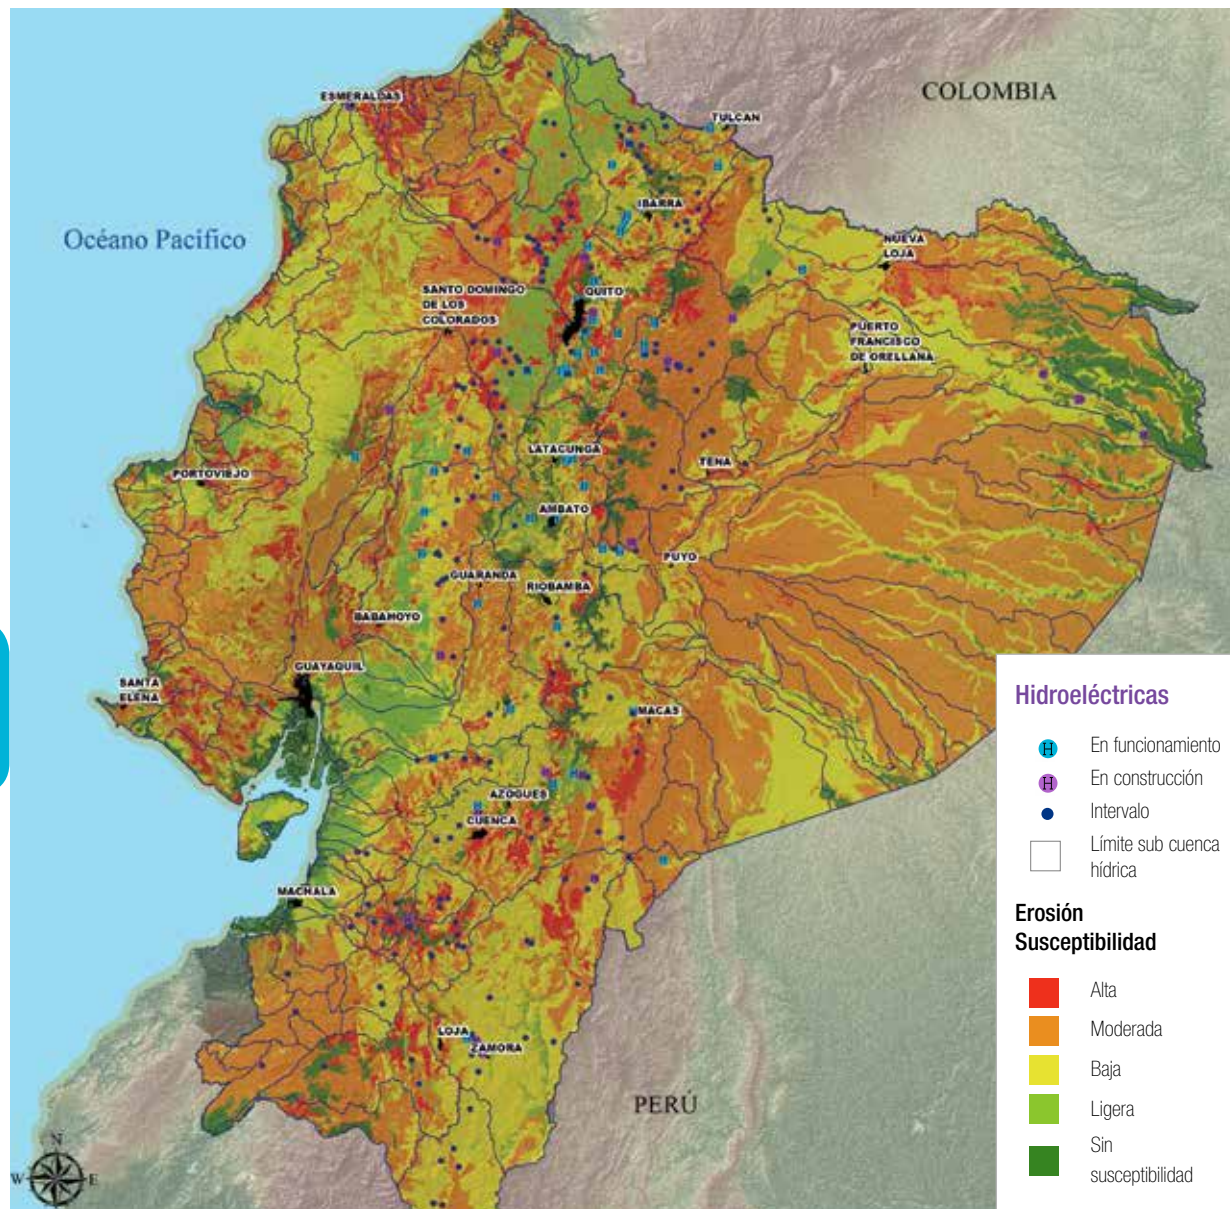 COLOMBIA
ESMERALDAS
TULCAN
IBARRA
Océano Pacífico
NUEVA
LOJA
SANTO DOMINGO
DE LOS
COLORADOS
QUITO
PUERTO
FRANCISCO
DE ORELLANA
LATACUNGA
TENA
PORTOVIEJO
AMBATO
PUYO
GUARANDA
RIOBAMBA
BABAHOYO
GUAYAQUIL
SANTA
ELENA
MACAS
AZOGUES
CUENCA
MACHALA
LOJA
ZAMORA
PERÚ
N
W
E
S
Hidroeléctricas
H En funcionamiento
H En construcción
Intervalo
Límite sub cuenca
hídrica
Erosión
Susceptibilidad
Alta
Moderada
Baja
Ligera
Sin
susceptibilidad